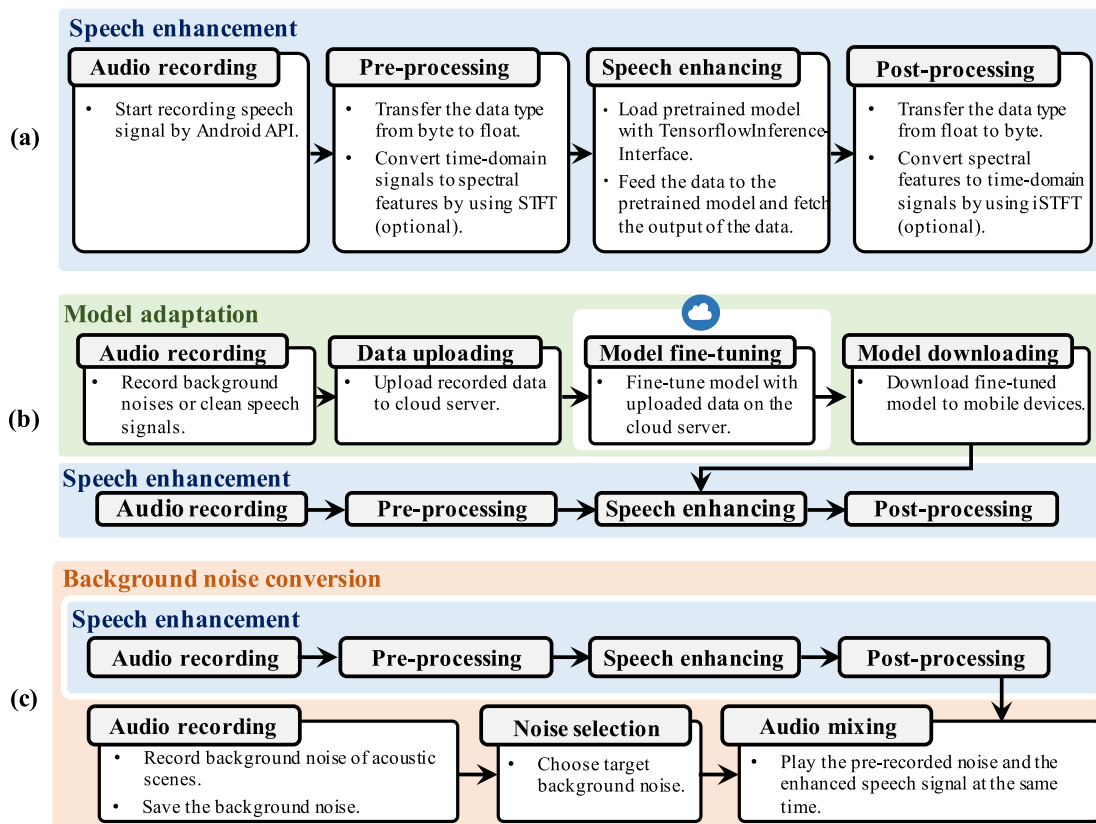 (a)
Speech enhancement
Audio recording
• Start recording speech
signal by Android API.
Pre-processing
• Transfer the data type
from byte to float.
• Convert time-domain
signals to spectral
features by using STFT
(optional).
Speech enhancing
• Load pretrained model
with TensorflowInference-
Interface.
• Feed the data to the
pretrained model and fetch
the output of the data.
Post-processing
• Transfer the data type
from float to byte.
• Convert spectral
features to time-domain
signals by using iSTFT
(optional).
(b)
Model adaptation
Audio recording
• Record background
noises or clean speech
signals.
Data uploading
• Upload recorded data
to cloud server.
Model fine-tuning
• Fine-tune model with
uploaded data on the
cloud server.
Model downloading
• Download fine-tuned
model to mobile devices.
Speech enhancement
Audio recording
Pre-processing
Speech enhancing
Post-processing
(c)
Background noise conversion
Speech enhancement
Audio recording
Pre-processing
Speech enhancing
Post-processing
Audio recording
• Record background noise of acoustic
scenes.
• Save the background noise.
Noise selection
• Choose target
background noise.
Audio mixing
• Play the pre-recorded noise and the
enhanced speech signal at the same
time.